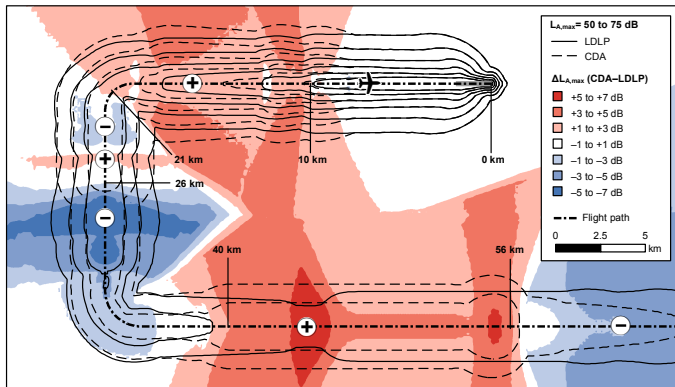 L_A,max = 50 to 75 dB
LDLP
CDA
ΔL_A,max (CDA–LDLP)
+5 to +7 dB
+3 to +5 dB
+1 to +3 dB
–1 to +1 dB
–1 to –3 dB
–3 to –5 dB
–5 to –7 dB
Flight path
0 2.5 5
km
+
–
+
–
21 km
10 km
0 km
26 km
40 km
56 km
+
–